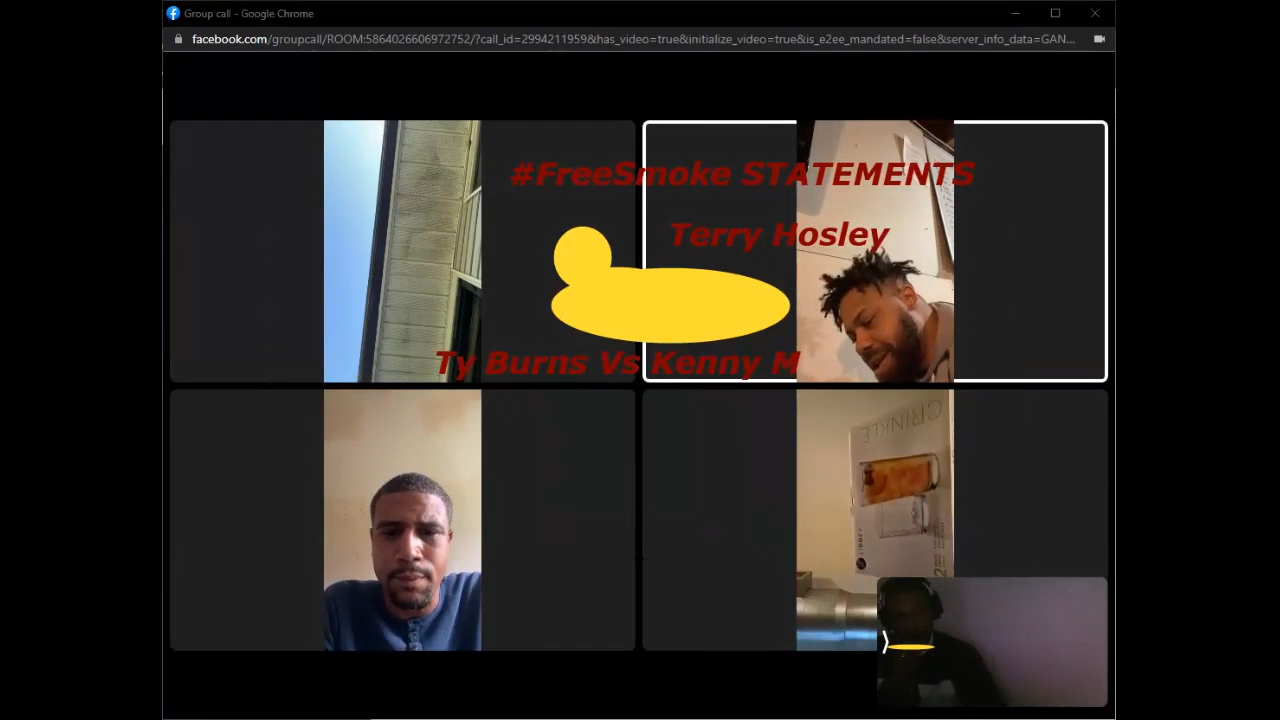 Group call - Google Chrome
facebook.com/groupcall/ROOM:5864026606972752/?call_id=2994211959&has_video=true&initialize_video=true&is_e2ee_mandated=false&server_info_data=GAN...
#FreeSmoke STATEMENTS
Terry Hosley
Ty Burns Vs Kenny M
CRINKLE